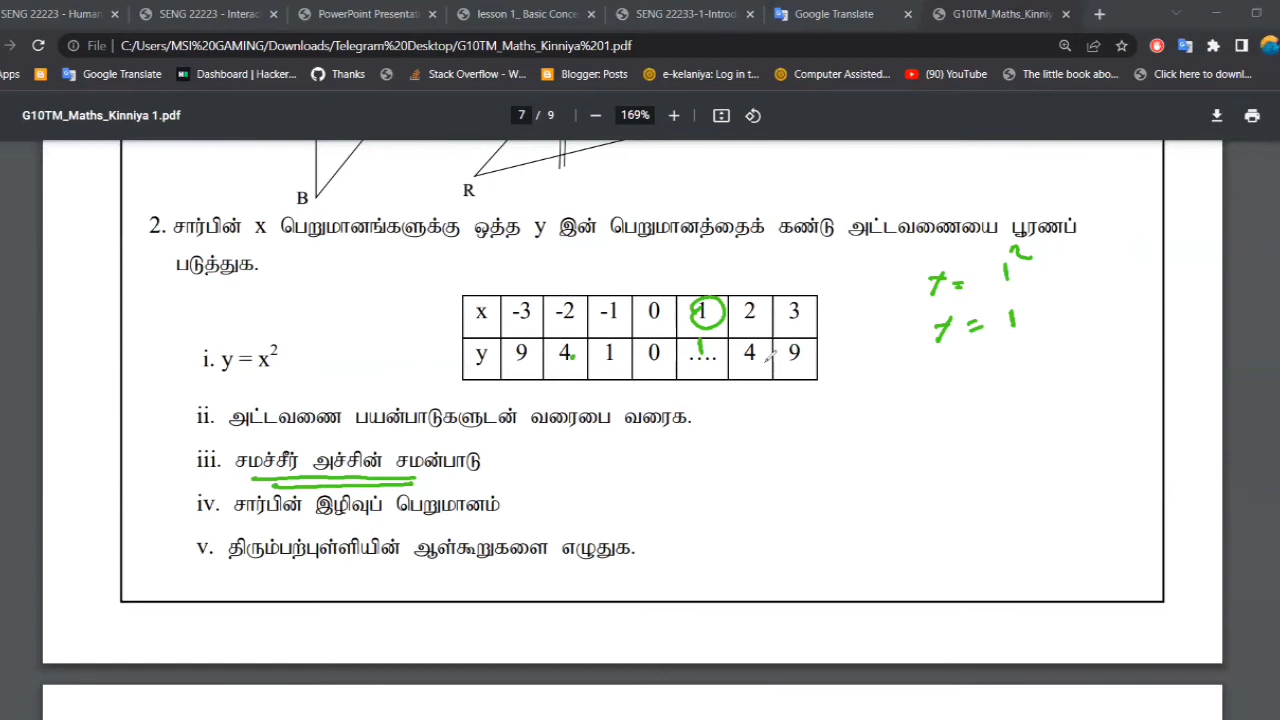 SENG 22223 - Human
SENG 22223 - Interac
PowerPoint Presentat
lesson 1_ Basic Conce
SENG 22233-1-Introd
Google Translate
G10TM_Maths_Kinniya
File
C:/Users/MSI%20GAMING/Downloads/Telegram%20Desktop/G10TM_Maths_Kinniya%201.pdf
Apps
Google Translate
Dashboard | Hacker...
Thanks
Stack Overflow - W...
Blogger: Posts
e-kelaniya: Log in t...
Computer Assisted...
(90) YouTube
The little book abo...
Click here to downl...
G10TM_Maths_Kinniya 1.pdf
7 / 9
169%
B
R
2. சார்பின் x பெறுமானங்களுக்கு ஒத்த y இன் பெறுமானத்தைக் கண்டு அட்டவணையை பூரணப்
படுத்துக.
y = 1²
y = 1
x -3 -2 -1 0 1 2 3
y 9 4 1 0 .... 4 9
1
i. y = x²
ii. அட்டவணை பயன்பாடுகளுடன் வரைபை வரைக.
iii. சமச்சீர் அச்சின் சமன்பாடு
iv. சார்பின் இழிவுப் பெறுமானம்
v. திரும்பற்புள்ளியின் ஆள்கூறுகளை எழுதுக.